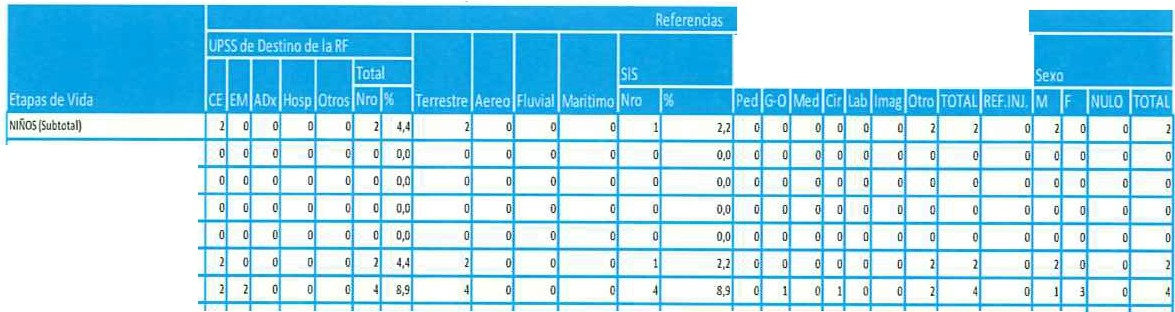 Referencias
UPSS de Destino de la RF
Total SIS Sexo
Etapas de Vida CE EM ADx Hosp Otros Nro % Terrestre Aereo Fluvial Maritimo Nro % Ped G-O Med Cir Lab Imag Otro TOTAL REF.INJ. M F NULO TOTAL
NIÑOS (Subtotal) 2 0 0 0 0 2 4,4 2 0 0 0 1 2,2 0 0 0 0 0 0 2 2 0 2 0 0 2
0 0 0 0 0 0 0,0 0 0 0 0 0 0,0 0 0 0 0 0 0 0 0 0 0 0 0 0
0 0 0 0 0 0 0,0 0 0 0 0 0 0,0 0 0 0 0 0 0 0 0 0 0 0 0 0
0 0 0 0 0 0 0,0 0 0 0 0 0 0,0 0 0 0 0 0 0 0 0 0 0 0 0 0
0 0 0 0 0 0 0,0 0 0 0 0 0 0,0 0 0 0 0 0 0 0 0 0 0 0 0 0
2 0 0 0 0 2 4,4 2 0 0 0 1 2,2 0 0 0 0 0 0 2 2 0 2 0 0 2
2 2 0 0 0 4 8,9 4 0 0 0 4 8,9 0 1 0 1 0 0 2 4 0 1 3 0 4